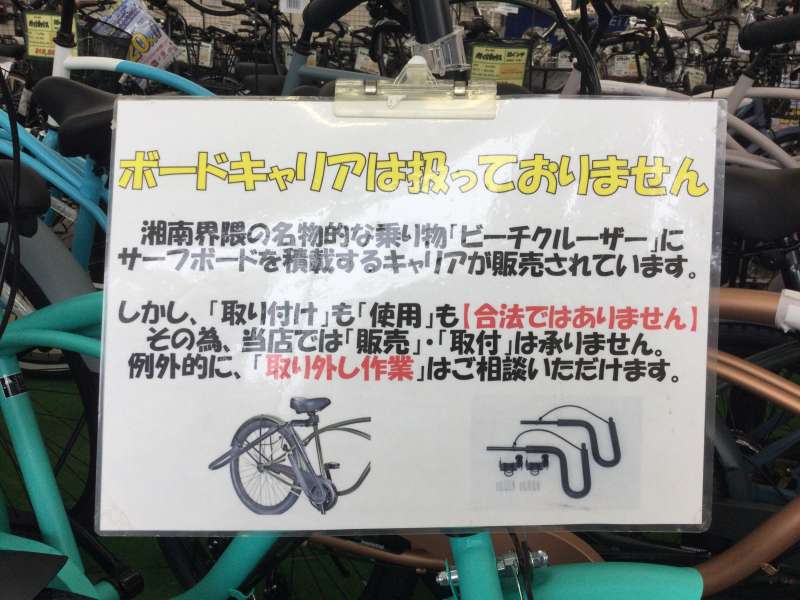 ボードキャリアは扱っておりません
湘南界隈の名物的な乗り物「ビーチクルーザー」に
サーフボードを積載するキャリアが販売されています。
しかし、「取り付け」も「使用」も【合法ではありません】
その為、当店では「販売」・「取付」は承りません。
例外的に、「取り外し作業」はご相談いただけます。